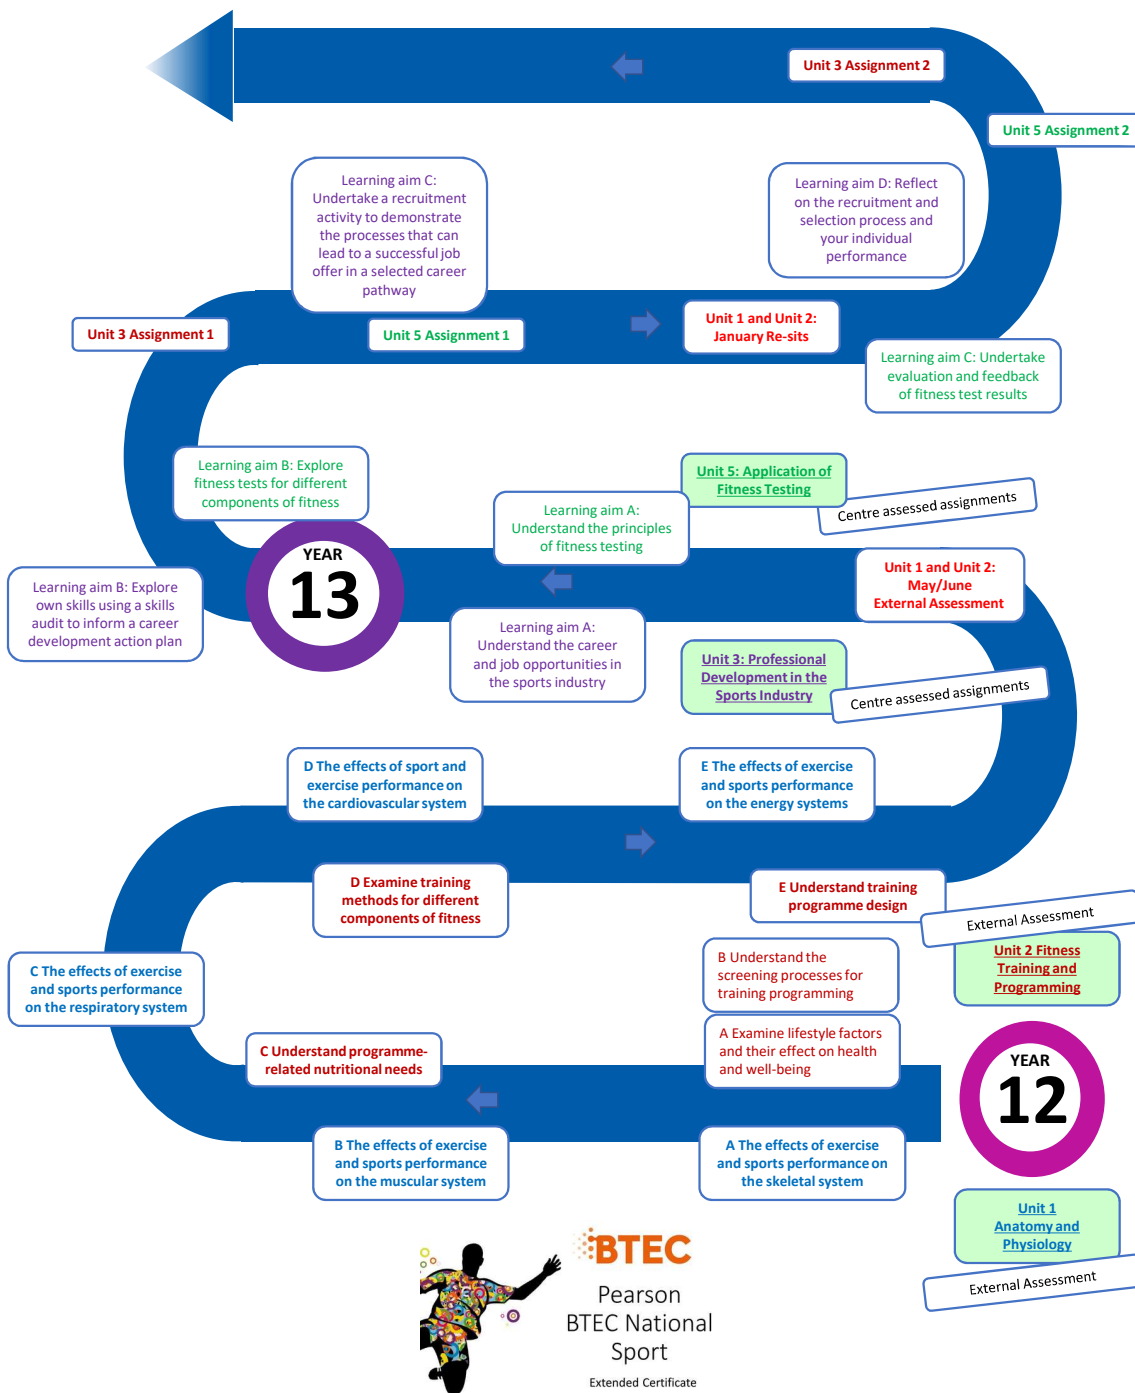 Unit 3 Assignment 2
Unit 5 Assignment 2
Learning aim C:
Undertake a recruitment
activity to demonstrate
the processes that can
lead to a successful job
offer in a selected career
pathway
Learning aim D: Reflect
on the recruitment and
selection process and
your individual
performance
Unit 3 Assignment 1
Unit 5 Assignment 1
Unit 1 and Unit 2:
January Re-sits
Learning aim C: Undertake
evaluation and feedback
of fitness test results
Learning aim B: Explore
fitness tests for different
components of fitness
Unit 5: Application of
Fitness Testing
Centre assessed assignments
Learning aim A:
Understand the principles
of fitness testing
YEAR
13
Unit 1 and Unit 2:
May/June
External Assessment
Learning aim B: Explore
own skills using a skills
audit to inform a career
development action plan
Learning aim A:
Understand the career
and job opportunities in
the sports industry
Unit 3: Professional
Development in the
Sports Industry
Centre assessed assignments
D The effects of sport and
exercise performance on
the cardiovascular system
E The effects of exercise
and sports performance
on the energy systems
D Examine training
methods for different
components of fitness
E Understand training
programme design
External Assessment
Unit 2 Fitness
Training and
Programming
B Understand the
screening processes for
training programming
C The effects of exercise
and sports performance
on the respiratory system
A Examine lifestyle factors
and their effect on health
and well-being
C Understand programme-
related nutritional needs
YEAR
12
B The effects of exercise
and sports performance
on the muscular system
A The effects of exercise
and sports performance on
the skeletal system
Unit 1
Anatomy and
Physiology
External Assessment
BTEC
Pearson
BTEC National
Sport
Extended Certificate